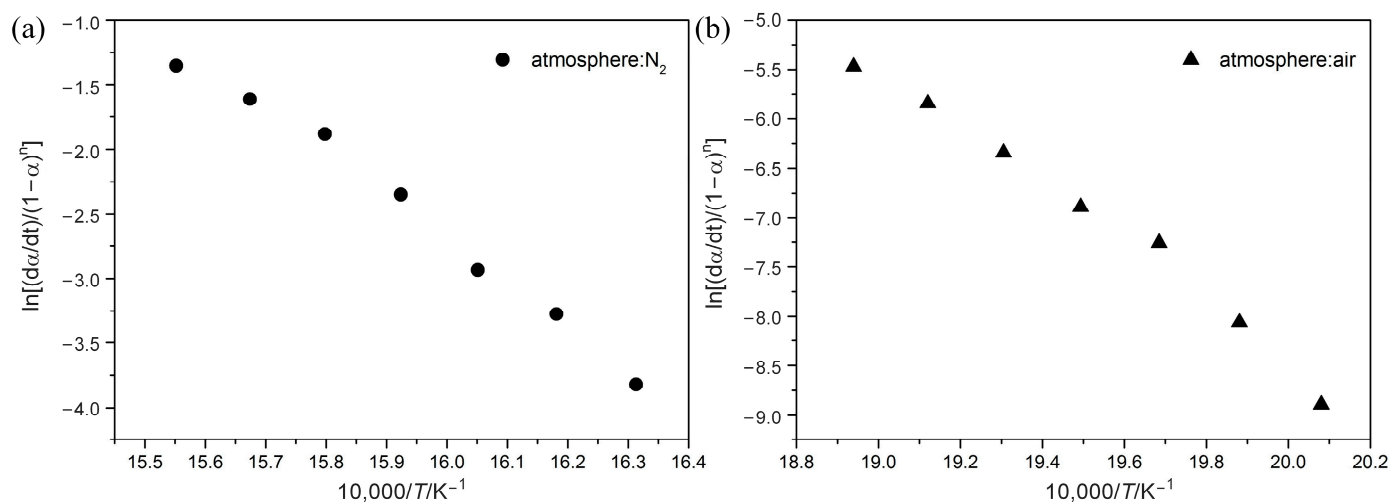 (a)
atmosphere:N₂
ln[(dα/dt)/(1−α)ⁿ]
−1.0
−1.5
−2.0
−2.5
−3.0
−3.5
−4.0
15.5 15.6 15.7 15.8 15.9 16.0 16.1 16.2 16.3 16.4
10,000/T/K⁻¹
(b)
atmosphere:air
ln[(dα/dt)/(1−α)ⁿ]
−5.0
−5.5
−6.0
−6.5
−7.0
−7.5
−8.0
−8.5
−9.0
18.8 19.0 19.2 19.4 19.6 19.8 20.0 20.2
10,000/T/K⁻¹